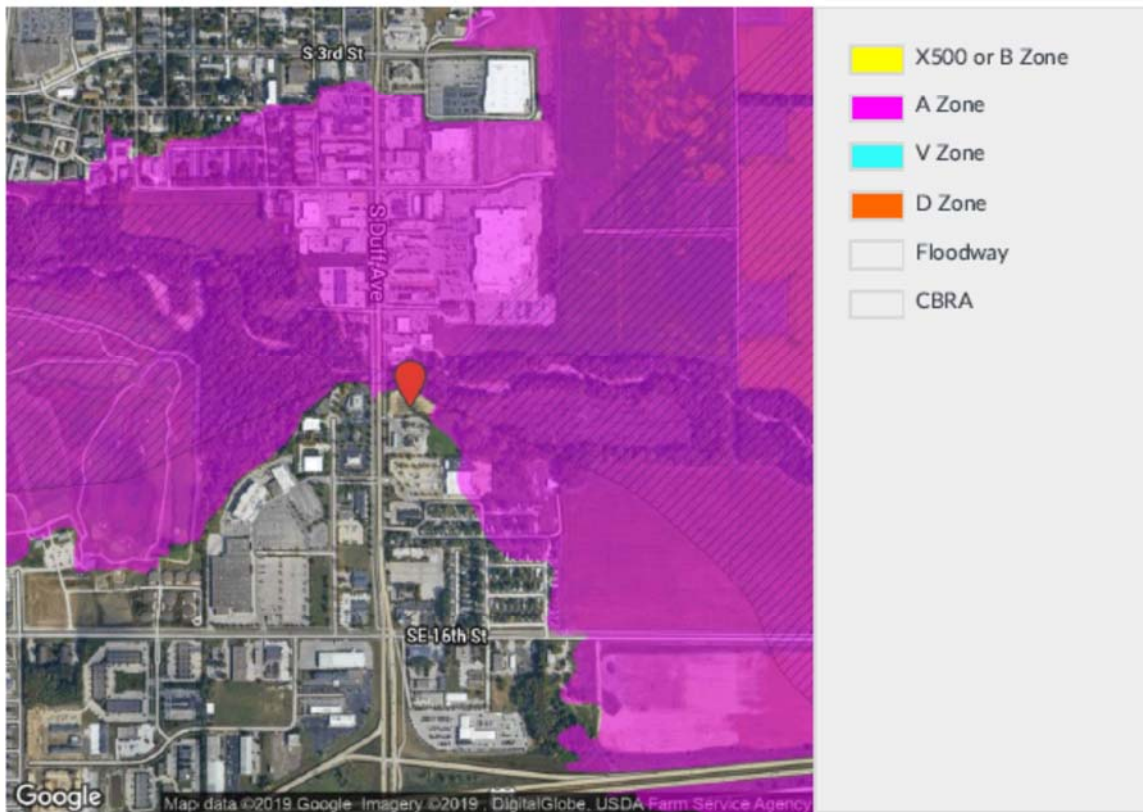 S 3rd St
S Duff Ave
SE 16th St
Google
Map data ©2019 Google Imagery ©2019 , DigitalGlobe, USDA Farm Service Agency
X500 or B Zone
A Zone
V Zone
D Zone
Floodway
CBRA